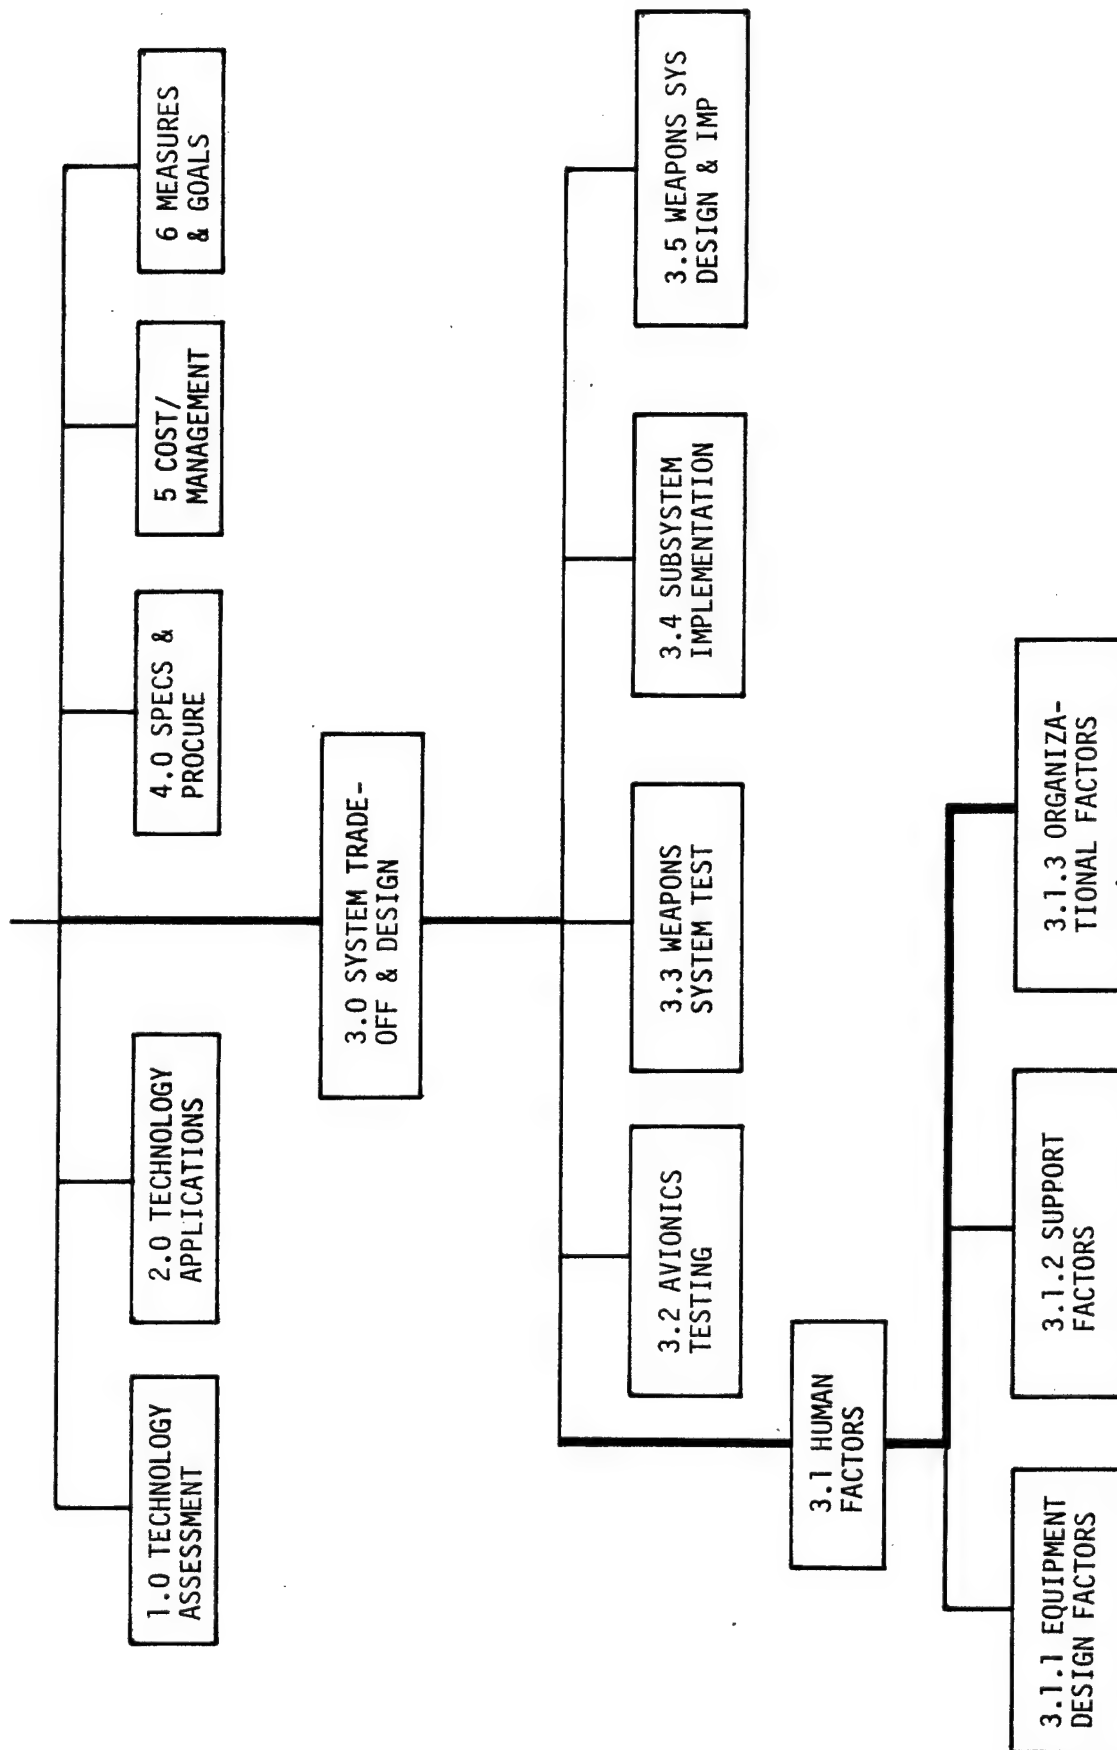 1.0 TECHNOLOGY
ASSESSMENT
2.0 TECHNOLOGY
APPLICATIONS
3.0 SYSTEM TRADE-
OFF & DESIGN
4.0 SPECS &
PROCURE
5 COST/
MANAGEMENT
6 MEASURES
& GOALS
3.1 HUMAN
FACTORS
3.2 AVIONICS
TESTING
3.3 WEAPONS
SYSTEM TEST
3.4 SUBSYSTEM
IMPLEMENTATION
3.5 WEAPONS SYS
DESIGN & IMP
3.1.1 EQUIPMENT
DESIGN FACTORS
3.1.2 SUPPORT
FACTORS
3.1.3 ORGANIZA-
TIONAL FACTORS